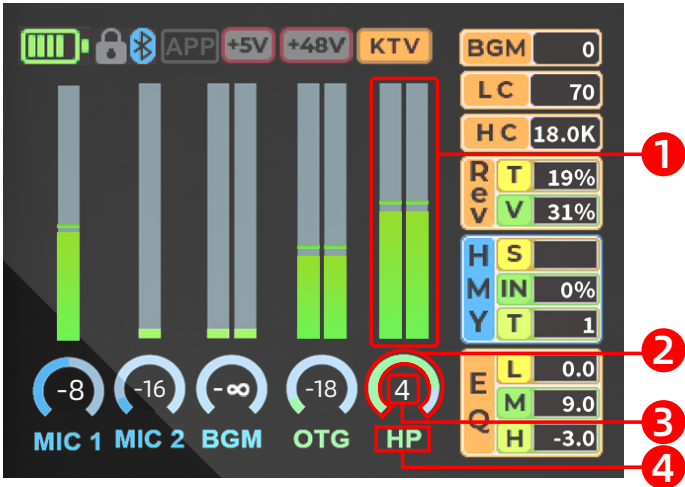 APP +5V +48V KTV
BGM 0
LC 70
HC 18.0K
Rev
T 19%
V 31%
HMY
S
IN 0%
T 1
EQ
L 0.0
M 9.0
H -3.0
-8 -16 -∞ -18 4
MIC 1 MIC 2 BGM OTG HP
1
2
3
4